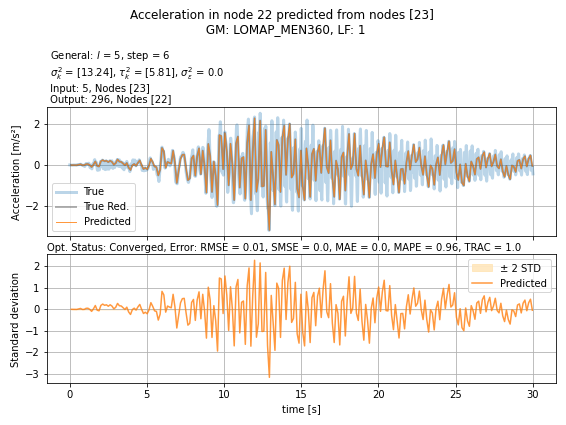 Acceleration in node 22 predicted from nodes [23]
GM: LOMAP_MEN360, LF: 1
General: l = 5, step = 6
σ²ₖ = [13.24], τ²ₖ = [5.81], σ²ε = 0.0
Input: 5, Nodes [23]
Output: 296, Nodes [22]
Acceleration [m/s²]
2
0
−2
True
True Red.
Predicted
Opt. Status: Converged, Error: RMSE = 0.01, SMSE = 0.0, MAE = 0.0, MAPE = 0.96, TRAC = 1.0
Standard deviation
2
1
0
−1
−2
−3
± 2 STD
Predicted
0 5 10 15 20 25 30
time [s]